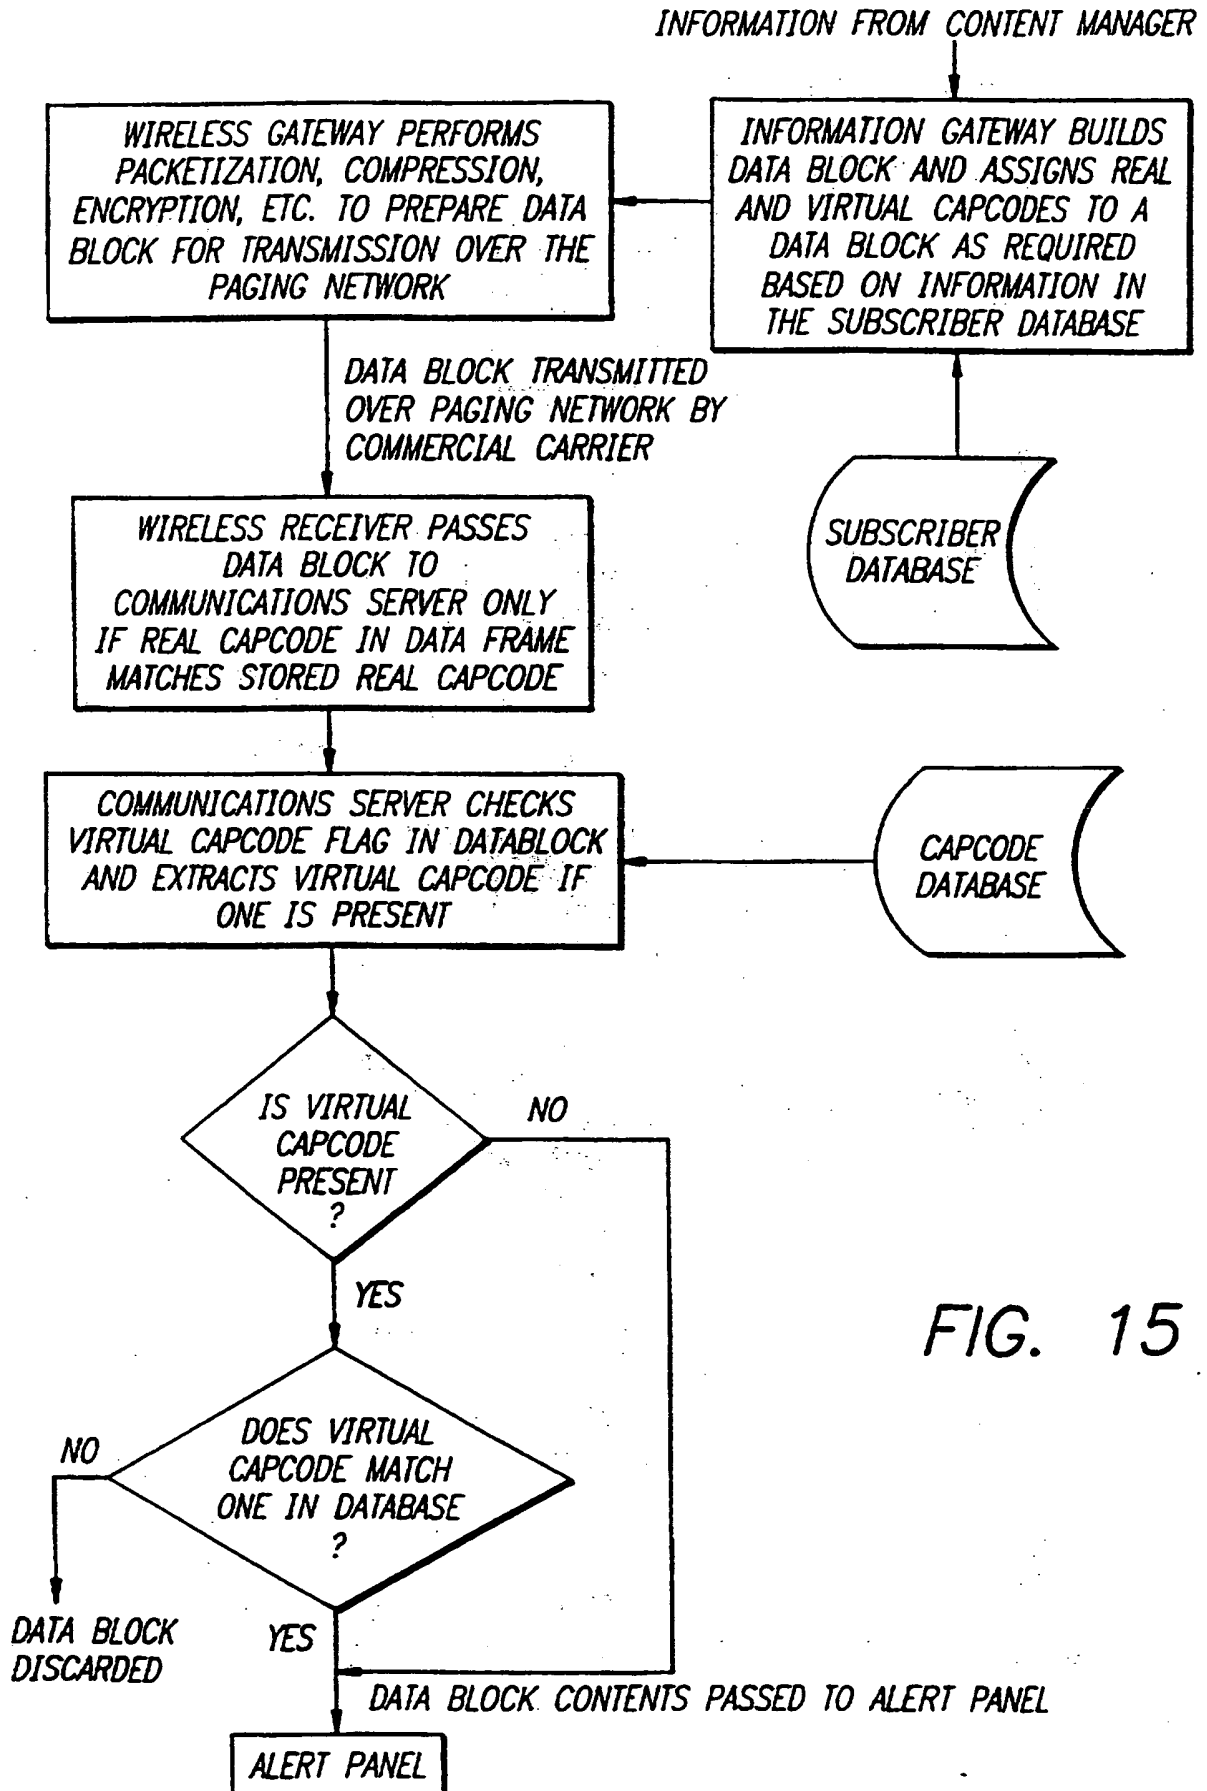 INFORMATION FROM CONTENT MANAGER
WIRELESS GATEWAY PERFORMS
PACKETIZATION, COMPRESSION,
ENCRYPTION, ETC. TO PREPARE DATA
BLOCK FOR TRANSMISSION OVER THE
PAGING NETWORK
INFORMATION GATEWAY BUILDS
DATA BLOCK AND ASSIGNS REAL
AND VIRTUAL CAPCODES TO A
DATA BLOCK AS REQUIRED
BASED ON INFORMATION IN
THE SUBSCRIBER DATABASE
DATA BLOCK TRANSMITTED
OVER PAGING NETWORK BY
COMMERCIAL CARRIER
SUBSCRIBER
DATABASE
WIRELESS RECEIVER PASSES
DATA BLOCK TO
COMMUNICATIONS SERVER ONLY
IF REAL CAPCODE IN DATA FRAME
MATCHES STORED REAL CAPCODE
COMMUNICATIONS SERVER CHECKS
VIRTUAL CAPCODE FLAG IN DATABLOCK
AND EXTRACTS VIRTUAL CAPCODE IF
ONE IS PRESENT
CAPCODE
DATABASE
IS VIRTUAL
CAPCODE
PRESENT
?
NO
YES
FIG. 15
DOES VIRTUAL
CAPCODE MATCH
ONE IN DATABASE
?
NO
DATA BLOCK
DISCARDED
YES
DATA BLOCK CONTENTS PASSED TO ALERT PANEL
ALERT PANEL